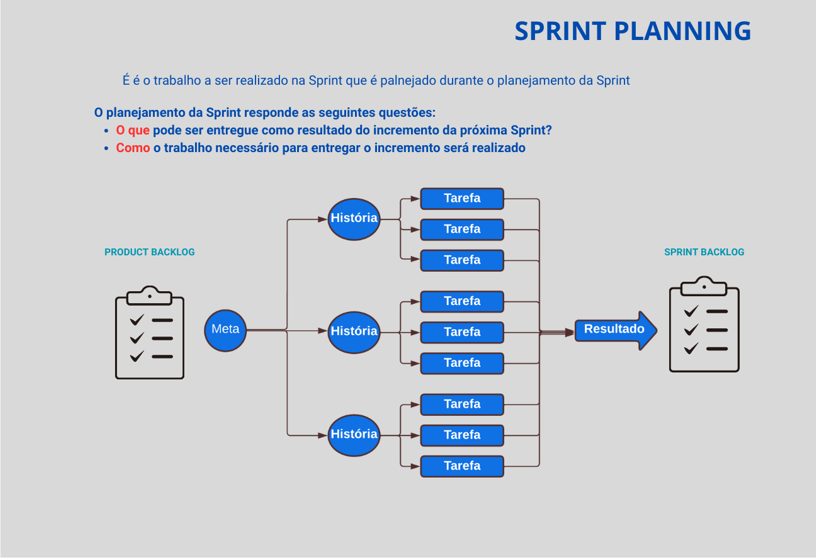 SPRINT PLANNING
É é o trabalho a ser realizado na Sprint que é palnejado durante o planejamento da Sprint
O planejamento da Sprint responde as seguintes questões:
• O que pode ser entregue como resultado do incremento da próxima Sprint?
• Como o trabalho necessário para entregar o incremento será realizado
PRODUCT BACKLOG
Meta
História
Tarefa
Tarefa
Tarefa
História
Tarefa
Tarefa
Tarefa
História
Tarefa
Tarefa
Tarefa
Resultado
SPRINT BACKLOG